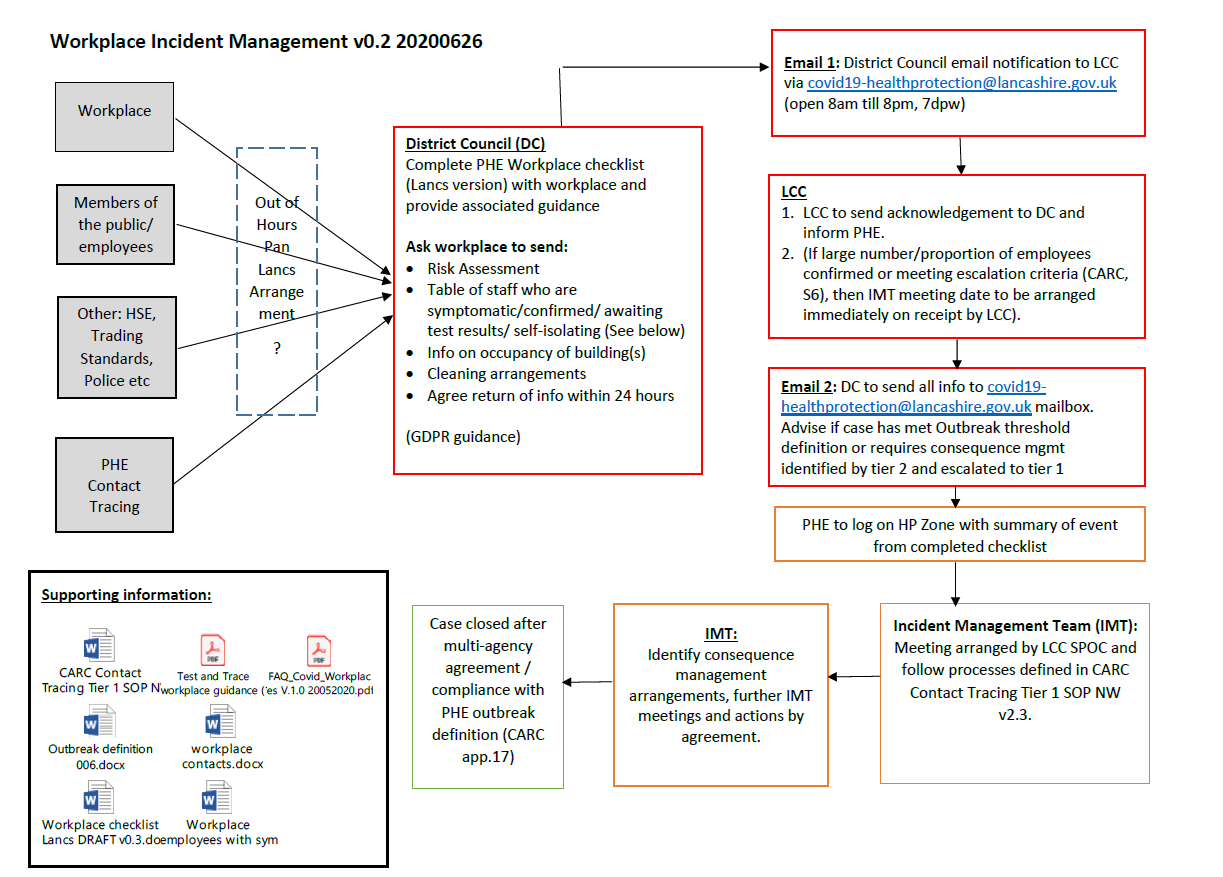 Workplace Incident Management v0.2 20200626
Workplace
Members of
the public/
employees
Other: HSE,
Trading
Standards,
Police etc
PHE
Contact
Tracing
Out of
Hours
Pan
Lancs
Arrange
ment
?
District Council (DC)
Complete PHE Workplace checklist
(Lancs version) with workplace and
provide associated guidance
Ask workplace to send:
• Risk Assessment
• Table of staff who are
symptomatic/confirmed/ awaiting
test results/ self-isolating (See below)
• Info on occupancy of building(s)
• Cleaning arrangements
• Agree return of info within 24 hours
(GDPR guidance)
Email 1: District Council email notification to LCC
via covid19-healthprotection@lancashire.gov.uk
(open 8am till 8pm, 7dpw)
LCC
1. LCC to send acknowledgement to DC and
inform PHE.
2. (If large number/proportion of employees
confirmed or meeting escalation criteria (CARC,
S6), then IMT meeting date to be arranged
immediately on receipt by LCC).
Email 2: DC to send all info to covid19-
healthprotection@lancashire.gov.uk mailbox.
Advise if case has met Outbreak threshold
definition or requires consequence mgmt
identified by tier 2 and escalated to tier 1
PHE to log on HP Zone with summary of event
from completed checklist
Incident Management Team (IMT):
Meeting arranged by LCC SPOC and
follow processes defined in CARC
Contact Tracing Tier 1 SOP NW
v2.3.
IMT:
Identify consequence
management
arrangements, further IMT
meetings and actions by
agreement.
Case closed after
multi-agency
agreement /
compliance with
PHE outbreak
definition (CARC
app.17)
Supporting information:
CARC Contact
Tracing Tier 1 SOP NW
Test and Trace
workplace guidance (
FAQ_Covid_Workplac
es V.1.0 20052020.pdf
Outbreak definition
006.docx
workplace
contacts.docx
Workplace checklist
Lancs DRAFT v0.3.do
Workplace
employees with sym